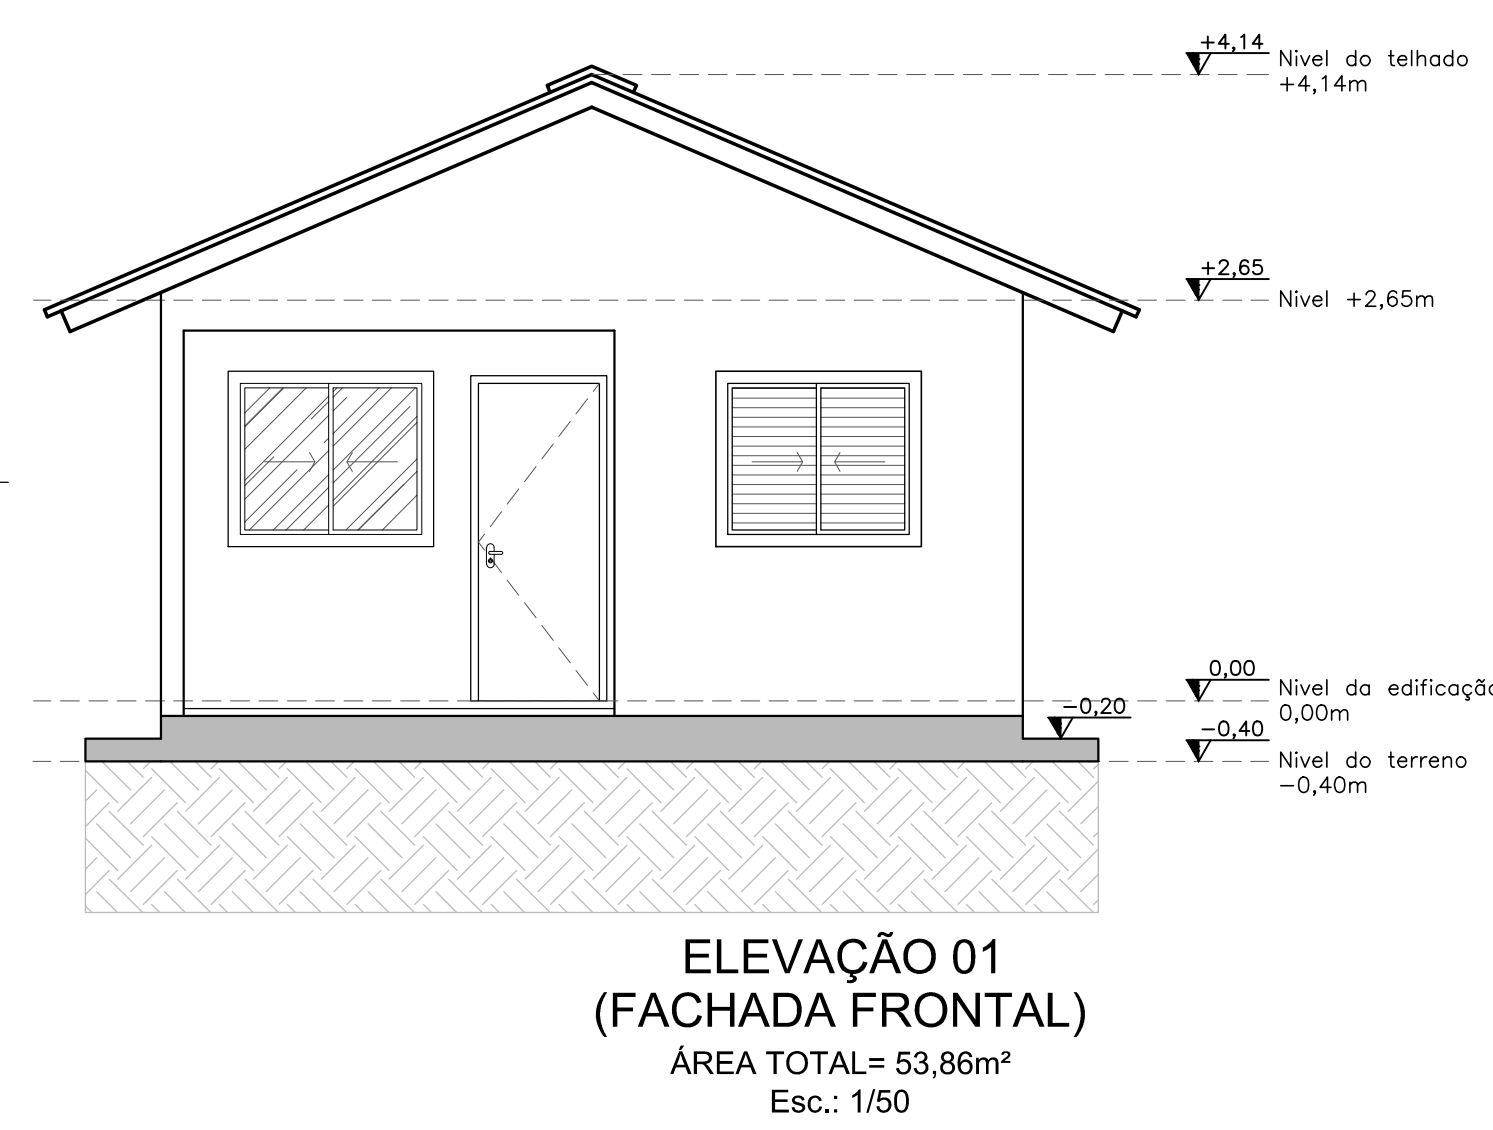 +4,14
Nivel do telhado
+4,14m
+2,65
Nivel +2,65m
0,00
Nivel da edificação
0,00m
−0,20
−0,40
Nivel do terreno
−0,40m
ELEVAÇÃO 01
(FACHADA FRONTAL)
ÁREA TOTAL= 53,86m²
Esc.: 1/50